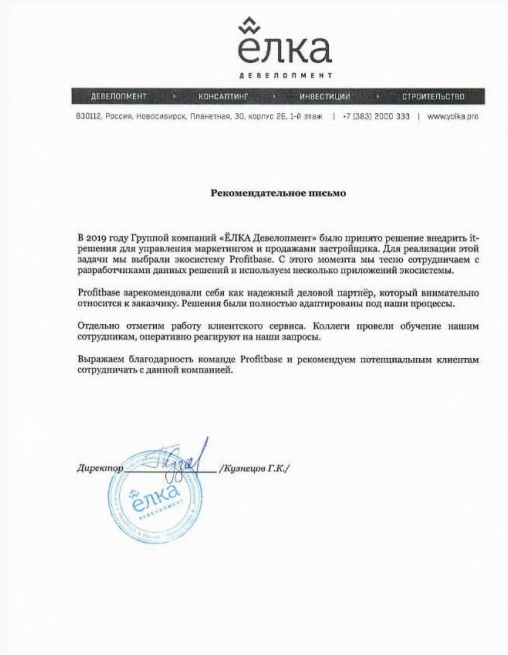 ёлка
ДЕВЕЛОПМЕНТ
ДЕВЕЛОПМЕНТ • КОНСАЛТИНГ • ИНВЕСТИЦИИ • СТРОИТЕЛЬСТВО
630112, Россия, Новосибирск, Планетная, 30, корпус 2Б, 1-й этаж | +7 (383) 2000 333 | www.yolka.pro
Рекомендательное письмо
В 2019 году Группой компаний «ЁЛКА Девелопмент» было принято решение внедрить it-
решения для управления маркетингом и продажами застройщика. Для реализации этой
задачи мы выбрали экосистему Profitbase. С этого момента мы тесно сотрудничаем с
разработчиками данных решений и используем несколько приложений экосистемы.
Profitbase зарекомендовали себя как надежный деловой партнёр, который внимательно
относится к заказчику. Решения были полностью адаптированы под наши процессы.
Отдельно отметим работу клиентского сервиса. Коллеги провели обучение нашим
сотрудникам, оперативно реагируют на наши запросы.
Выражаем благодарность команде Profitbase и рекомендуем потенциальным клиентам
сотрудничать с данной компанией.
Директор /Кузнецов Г.К./
ёлка
ДЕВЕЛОПМЕНТ